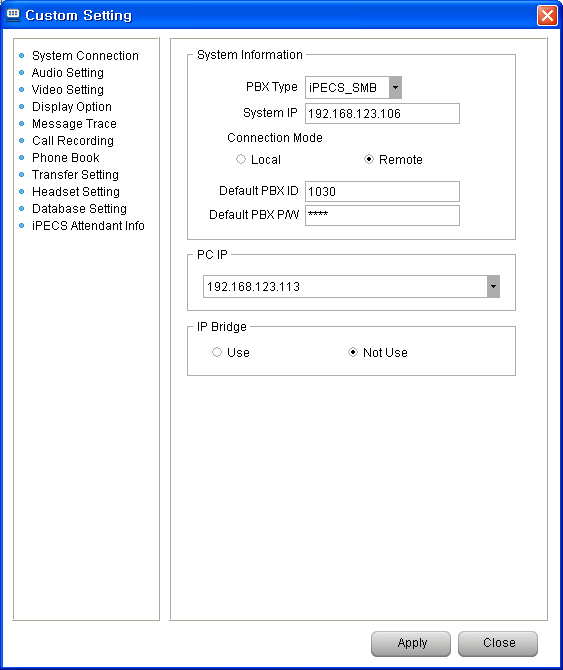 Custom Setting
System Connection
Audio Setting
Video Setting
Display Option
Message Trace
Call Recording
Phone Book
Transfer Setting
Headset Setting
Database Setting
iPECS Attendant Info
System Information
PBX Type iPECS_SMB
System IP 192.168.123.106
Connection Mode
Local Remote
Default PBX ID 1030
Default PBX P/W ****
PC IP
192.168.123.113
IP Bridge
Use Not Use
Apply Close